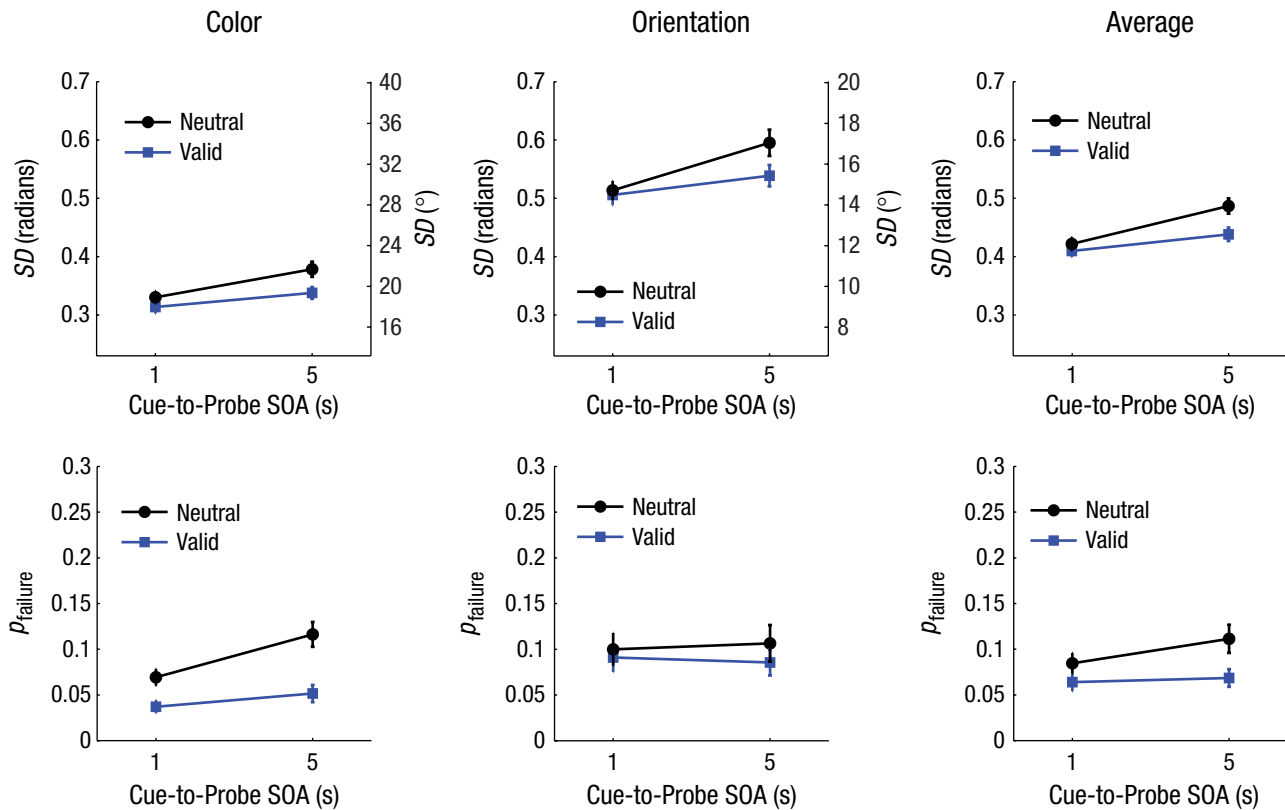 Color
Orientation
Average
0.7
0.6
0.5
0.4
0.3
SD (radians)
Neutral
Valid
40
36
32
28
24
20
16
SD (°)
1
5
Cue-to-Probe SOA (s)
0.7
0.6
0.5
0.4
0.3
SD (radians)
Neutral
Valid
20
18
16
14
12
10
8
SD (°)
1
5
Cue-to-Probe SOA (s)
0.7
0.6
0.5
0.4
0.3
SD (radians)
Neutral
Valid
1
5
Cue-to-Probe SOA (s)
0.3
0.25
0.2
0.15
0.1
0.05
0
pfailure
Neutral
Valid
1
5
Cue-to-Probe SOA (s)
0.3
0.25
0.2
0.15
0.1
0.05
0
pfailure
Neutral
Valid
1
5
Cue-to-Probe SOA (s)
0.3
0.25
0.2
0.15
0.1
0.05
0
pfailure
Neutral
Valid
1
5
Cue-to-Probe SOA (s)